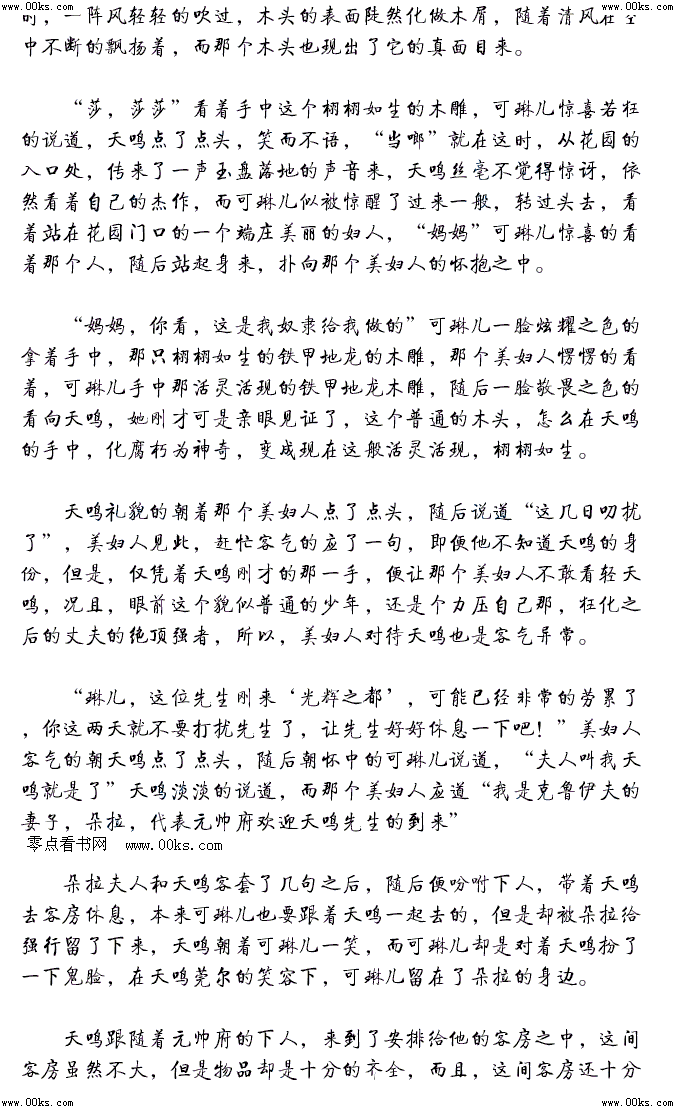 www.00ks.com www.00ks.com
时，一阵风轻轻的吹过，木头的表面陡然化做木屑，随着清风在空
中不断的飘扬着，而那个木头也现出了它的真面目来。
“莎，莎莎”看着手中这个栩栩如生的木雕，可琳儿惊喜若狂
的说道，天鸣点了点头，笑而不语，“当啷”就在这时，从花园的
入口处，传来了一声玉盘落地的声音来，天鸣丝毫不觉得惊讶，依
然看着自己的杰作，而可琳儿似被惊醒了过来一般，转过头去，看
着站在花园门口的一个端庄美丽的妇人，“妈妈”可琳儿惊喜的看
着那个人，随后站起身来，扑向那个美妇人的怀抱之中。
“妈妈，你看，这是我奴隶给我做的”可琳儿一脸炫耀之色的
拿着手中，那只栩栩如生的铁甲地龙的木雕，那个美妇人愣愣的看
着，可琳儿手中那活灵活现的铁甲地龙木雕，随后一脸敬畏之色的
看向天鸣，她刚才可是亲眼见证了，这个普通的木头，怎么在天鸣
的手中，化腐朽为神奇，变成现在这般活灵活现，栩栩如生。
天鸣礼貌的朝着那个美妇人点了点头，随后说道“这几日叨扰
了”，美妇人见此，赶忙客气的应了一句，即便他不知道天鸣的身
份，但是，仅凭着天鸣刚才的那一手，便让那个美妇人不敢看轻天
鸣，况且，眼前这个貌似普通的少年，还是个力压自己那，狂化之
后的丈夫的绝顶强者，所以，美妇人对待天鸣也是客气异常。
“琳儿，这位先生刚来‘光辉之都’，可能已经非常的劳累了
，你这两天就不要打扰先生了，让先生好好休息一下吧！”美妇人
客气的朝天鸣点了点头，随后朝怀中的可琳儿说道，“夫人叫我天
鸣就是了”天鸣淡淡的说道，而那个美妇人应道“我是克鲁伊夫的
妻子，朵拉，代表元帅府欢迎天鸣先生的到来”
零点看书网 www.00ks.com
朵拉夫人和天鸣客套了几句之后，随后便吩咐下人，带着天鸣
去客房休息，本来可琳儿也要跟着天鸣一起去的，但是却被朵拉给
强行留了下来，天鸣朝着可琳儿一笑，而可琳儿却是对着天鸣扮了
一下鬼脸，在天鸣莞尔的笑容下，可琳儿留在了朵拉的身边。
天鸣跟随着元帅府的下人，来到了安排给他的客房之中，这间
客房虽然不大，但是物品却是十分的齐全，而且，这间客房还十分
www.00ks.com www.00ks.com